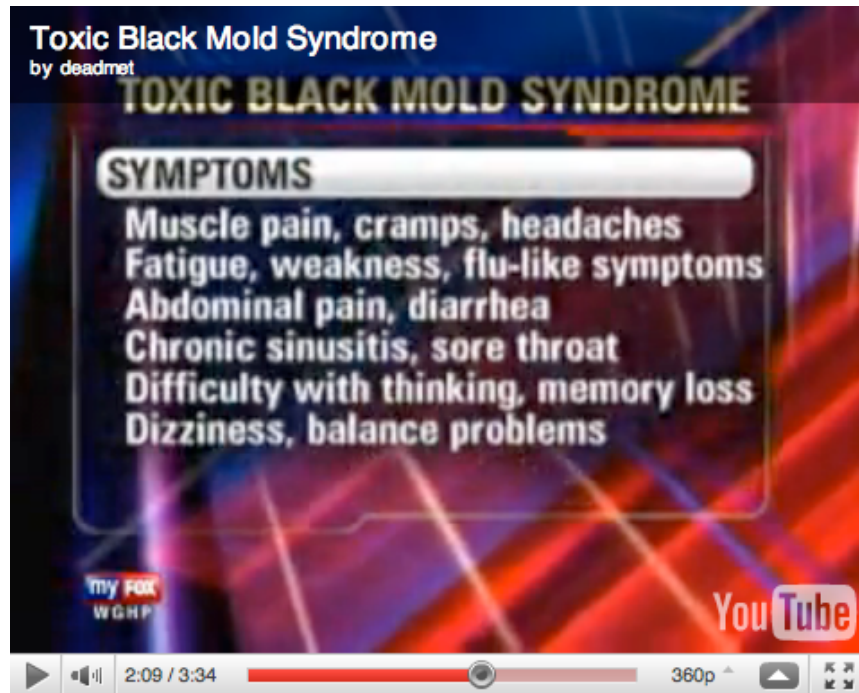 Toxic Black Mold Syndrome
by deadmet
TOXIC BLACK MOLD SYNDROME
SYMPTOMS
Muscle pain, cramps, headaches
Fatigue, weakness, flu-like symptoms
Abdominal pain, diarrhea
Chronic sinusitis, sore throat
Difficulty with thinking, memory loss
Dizziness, balance problems
my FOX
WGHP
YouTube
2:09 / 3:34
360p